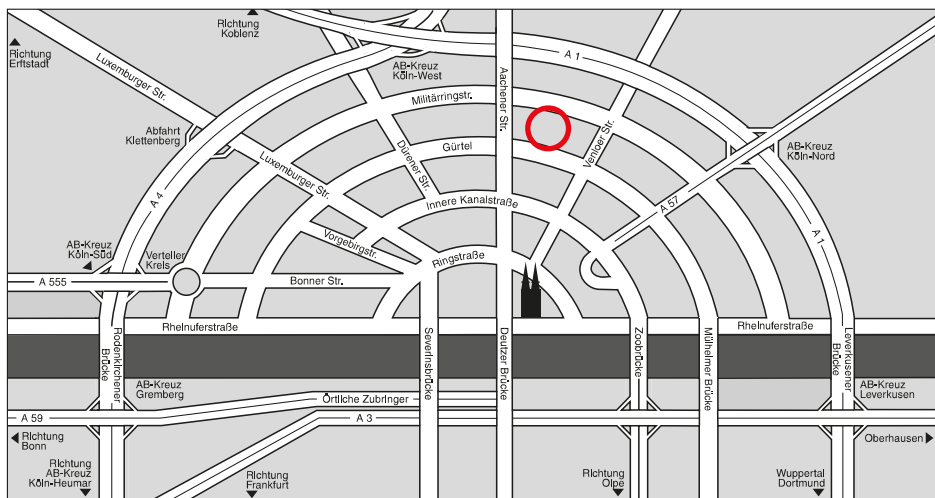 Richtung
Koblenz
Richtung
Erftstadt
Luxemburger Str.
AB-Kreuz
Köln-West
Aachener Str.
A 1
Militärringstr.
Abfahrt
Klettenberg
Gürtel
Dürener Str.
Venloer Str.
AB-Kreuz
Köln-Nord
Luxemburger Str.
A 4
Innere Kanalstraße
A 57
Vorgebirgstr.
Ringstraße
A 1
AB-Kreuz
Köln-Süd
Verteiler
Kreis
A 555
Bonner Str.
Rheinuferstraße
Rheinuferstraße
Rodenkirchener
Brücke
Severinsbrücke
Deutzer Brücke
Zoobrücke
Mülheimer Brücke
Leverkusener
Brücke
AB-Kreuz
Gremberg
AB-Kreuz
Leverkusen
Örtliche Zubringer
A 59
A 3
Richtung
Bonn
Oberhausen
Richtung
AB-Kreuz
Köln-Heumar
Richtung
Frankfurt
Richtung
Olpe
Wuppertal
Dortmund